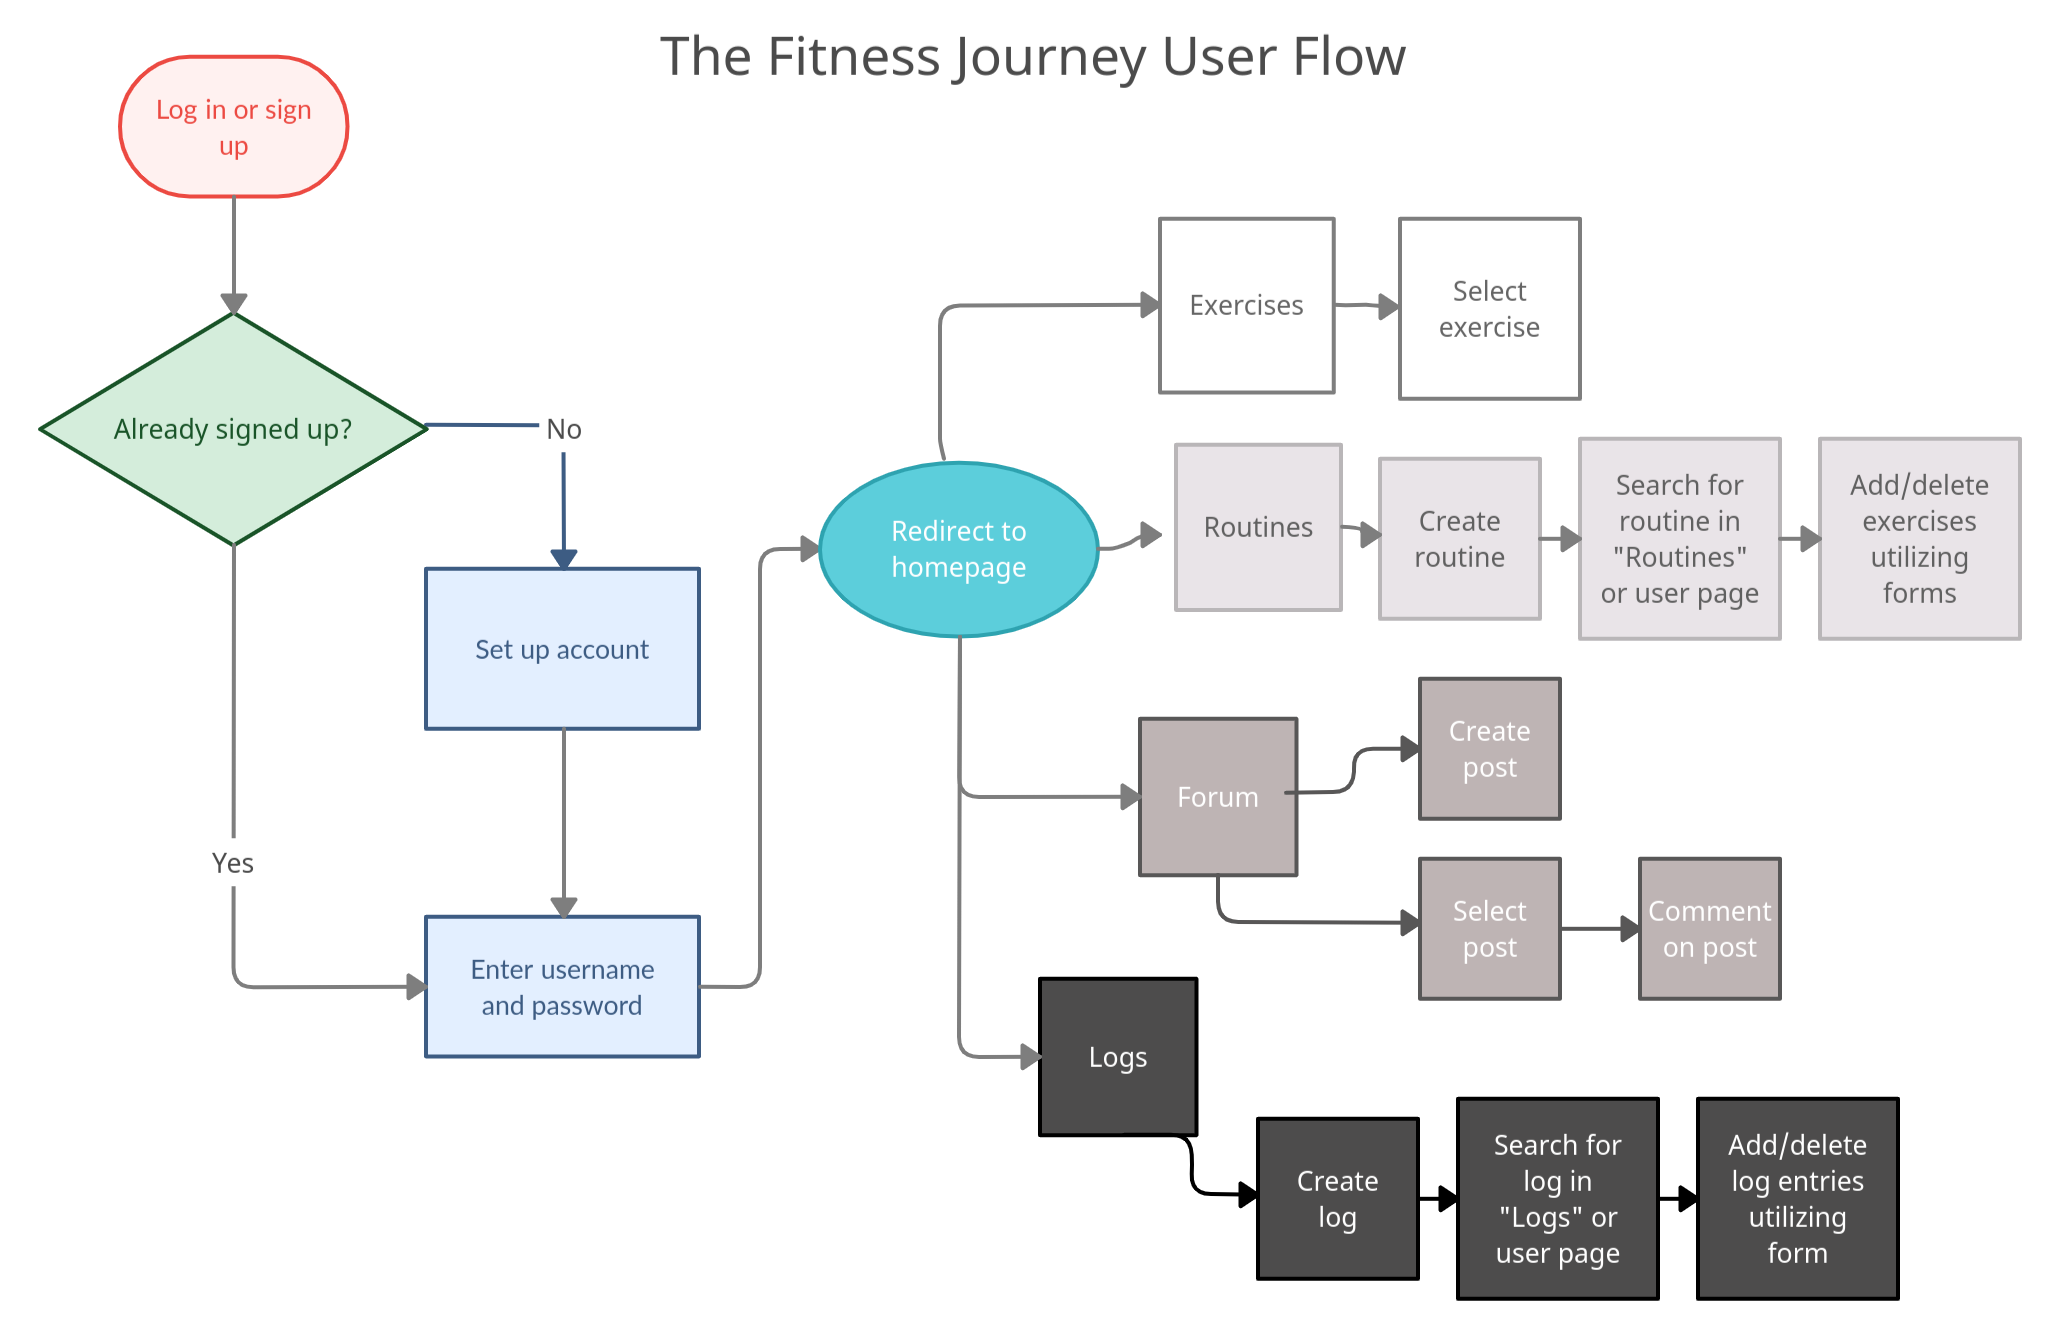 The Fitness Journey User Flow
Log in or sign
up
Already signed up?
No
Set up account
Yes
Enter username
and password
Redirect to
homepage
Exercises
Select
exercise
Routines
Create
routine
Search for
routine in
"Routines"
or user page
Add/delete
exercises
utilizing
forms
Forum
Create
post
Select
post
Comment
on post
Logs
Create
log
Search for
log in
"Logs" or
user page
Add/delete
log entries
utilizing
form